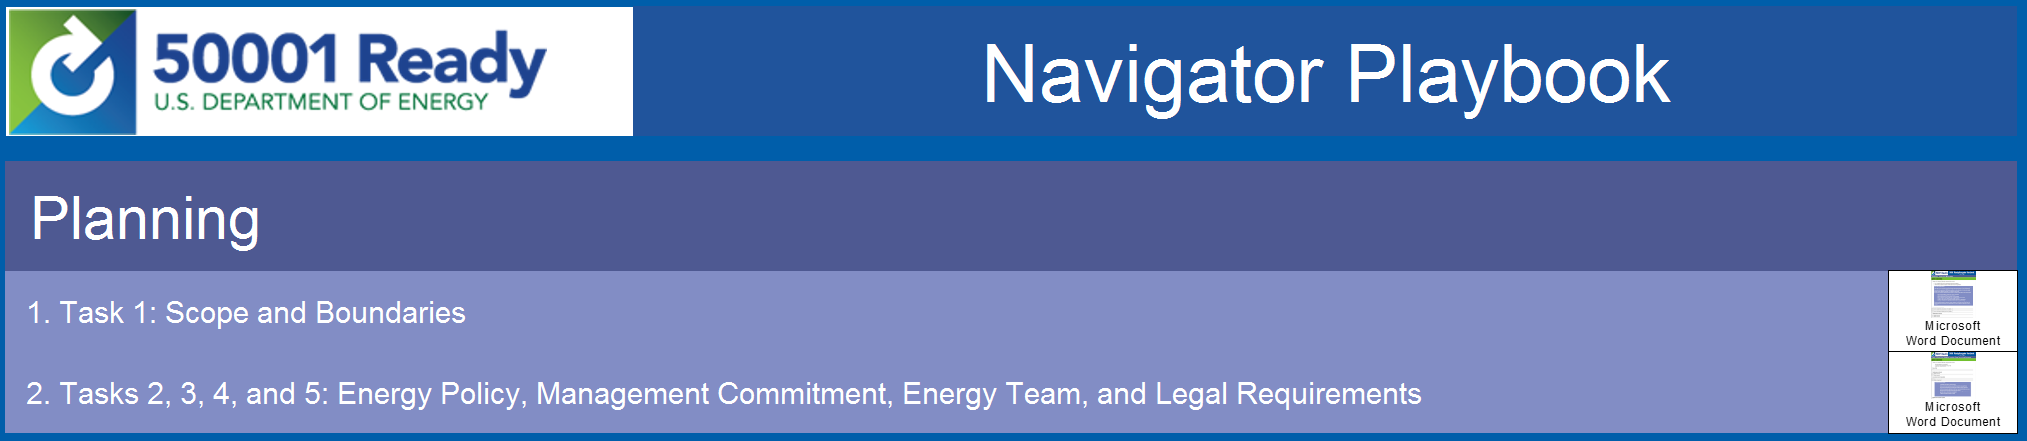 50001 Ready
U.S. DEPARTMENT OF ENERGY
Navigator Playbook
Planning
1. Task 1: Scope and Boundaries
Microsoft
Word Document
2. Tasks 2, 3, 4, and 5: Energy Policy, Management Commitment, Energy Team, and Legal Requirements
Microsoft
Word Document